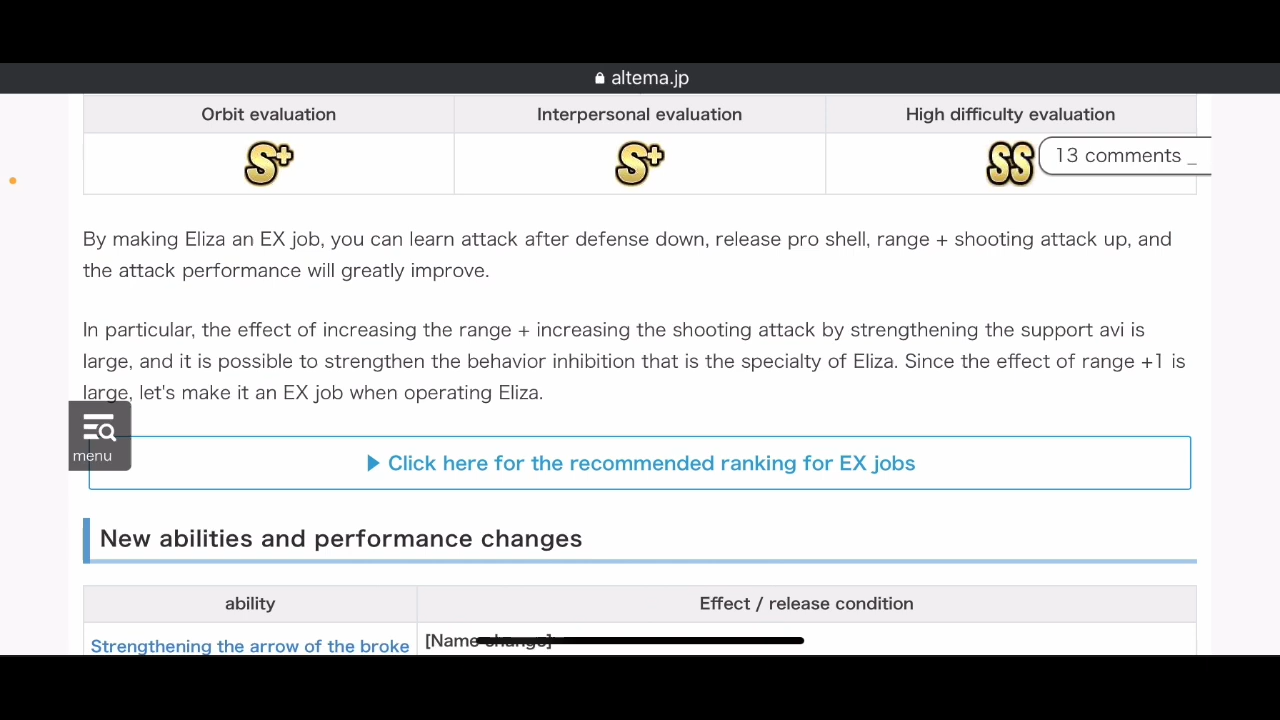 altema.jp
Orbit evaluation
Interpersonal evaluation
High difficulty evaluation
S+
S+
SS
13 comments _
By making Eliza an EX job, you can learn attack after defense down, release pro shell, range + shooting attack up, and
the attack performance will greatly improve.
In particular, the effect of increasing the range + increasing the shooting attack by strengthening the support avi is
large, and it is possible to strengthen the behavior inhibition that is the specialty of Eliza. Since the effect of range +1 is
large, let's make it an EX job when operating Eliza.
menu
Click here for the recommended ranking for EX jobs
New abilities and performance changes
ability
Effect / release condition
Strengthening the arrow of the broke
[Name change]